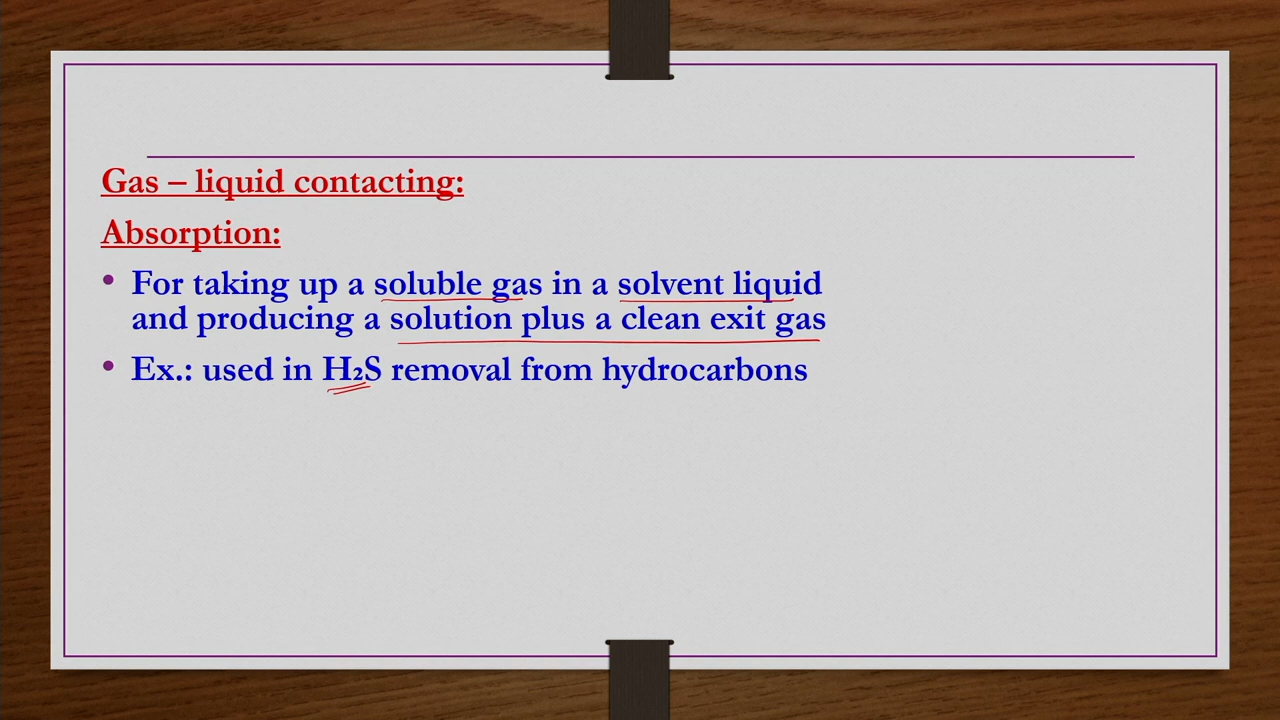 Gas – liquid contacting:
Absorption:
• For taking up a soluble gas in a solvent liquid
and producing a solution plus a clean exit gas
• Ex.: used in H₂S removal from hydrocarbons